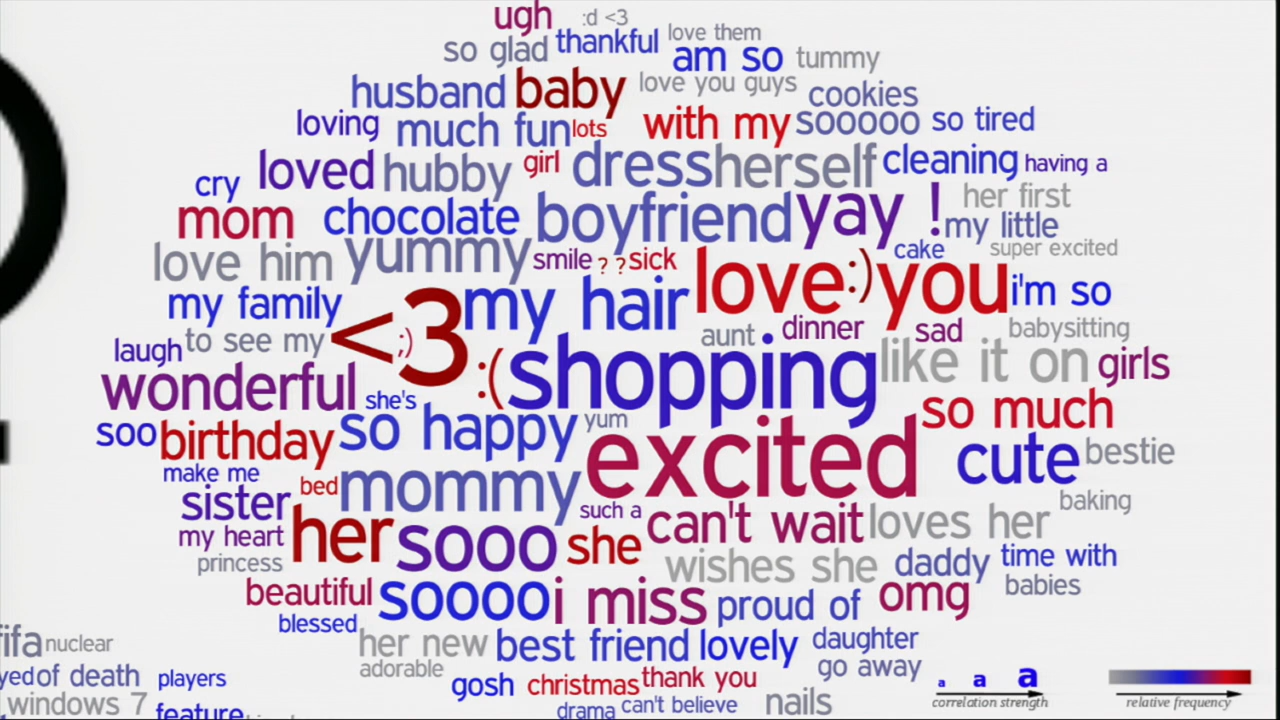 ugh :d <3
so glad thankful love them
am so tummy
husband baby love you guys cookies
loving much fun lots with my sooooo so tired
loved hubby girl dress herself cleaning having a
cry
mom chocolate boyfriend yay ! her first
my little
love him yummy smile ? ? sick love :) you cake super excited
my family <3 my hair i'm so
laugh to see my ;) aunt dinner sad babysitting
:( shopping like it on girls
wonderful she's so much
soo birthday so happy yum excited cute bestie
make me
sister bed mommy such a baking
my heart her sooo she can't wait loves her
princess wishes she daddy time with
beautiful soooo i miss proud of omg babies
blessed
fifa nuclear her new best friend lovely daughter
yed of death players adorable gosh christmas thank you go away
windows 7 feature drama can't believe nails
a a a
correlation strength relative frequency